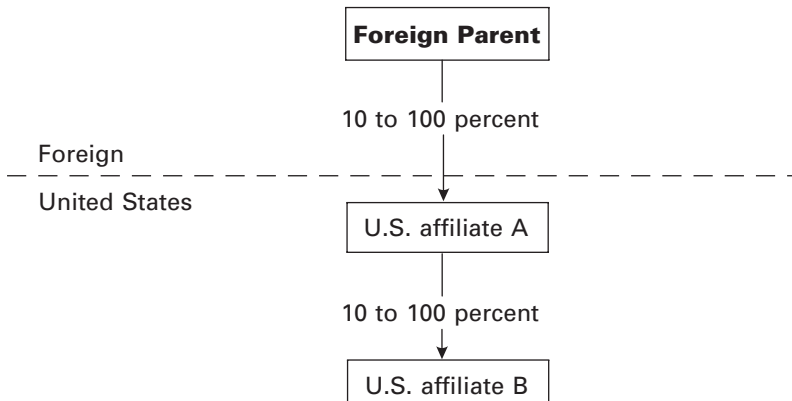 Foreign Parent
10 to 100 percent
Foreign
United States
U.S. affiliate A
10 to 100 percent
U.S. affiliate B